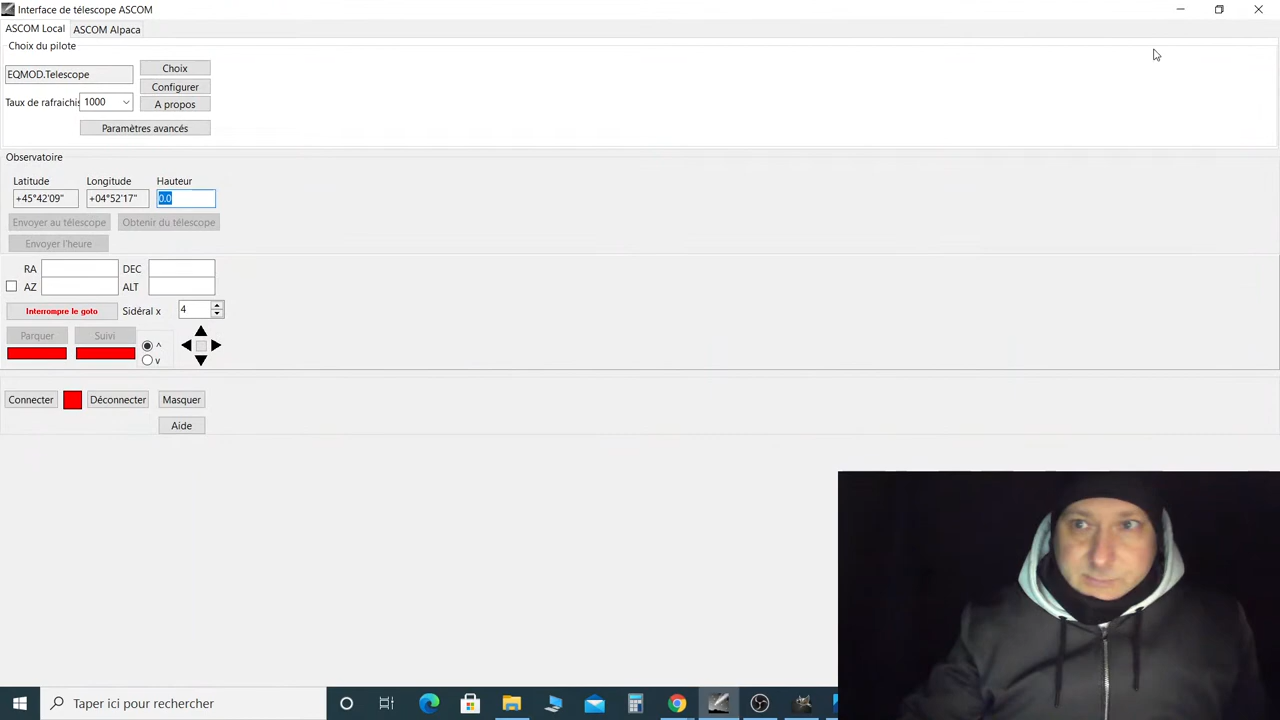 Interface de télescope ASCOM
ASCOM Local ASCOM Alpaca
Choix du pilote
EQMOD.Telescope
Choix
Configurer
Taux de rafraichis 1000
A propos
Paramètres avancés
Observatoire
Latitude Longitude Hauteur
+45°42'09" +04°52'17" 0.0
Envoyer au télescope Obtenir du télescope
Envoyer l'heure
RA DEC
AZ ALT
Interrompre le goto Sidéral x 4
Parquer Suivi
^
v
Connecter Déconnecter Masquer
Aide
Taper ici pour rechercher